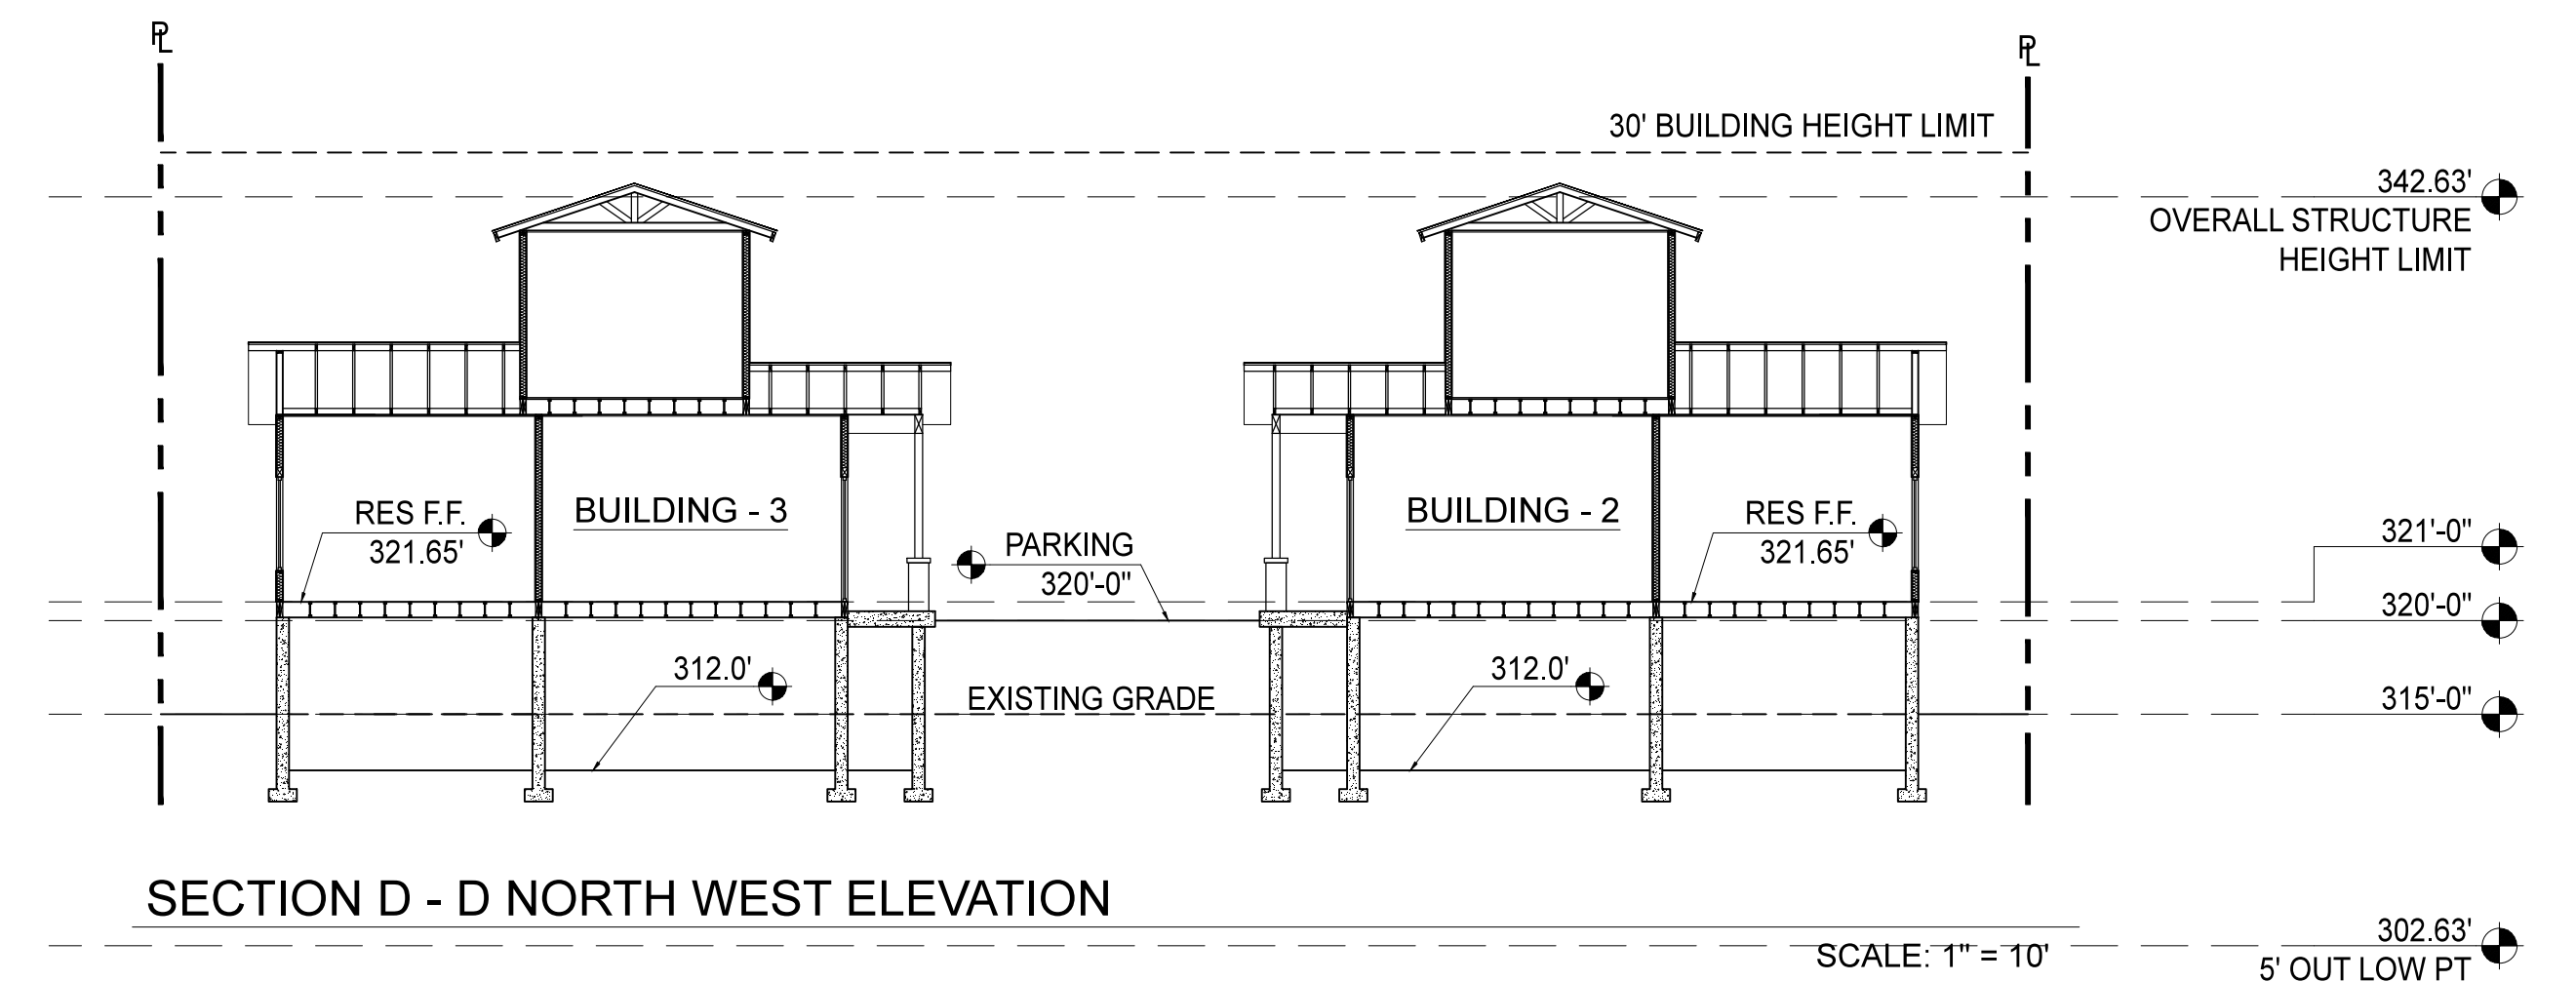 PL
PL
30' BUILDING HEIGHT LIMIT
342.63'
OVERALL STRUCTURE
HEIGHT LIMIT
RES F.F.
321.65'
BUILDING - 3
BUILDING - 2
RES F.F.
321.65'
PARKING
320'-0"
321'-0"
320'-0"
312.0'
EXISTING GRADE
312.0'
315'-0"
SECTION D - D NORTH WEST ELEVATION
SCALE: 1" = 10'
302.63'
5' OUT LOW PT